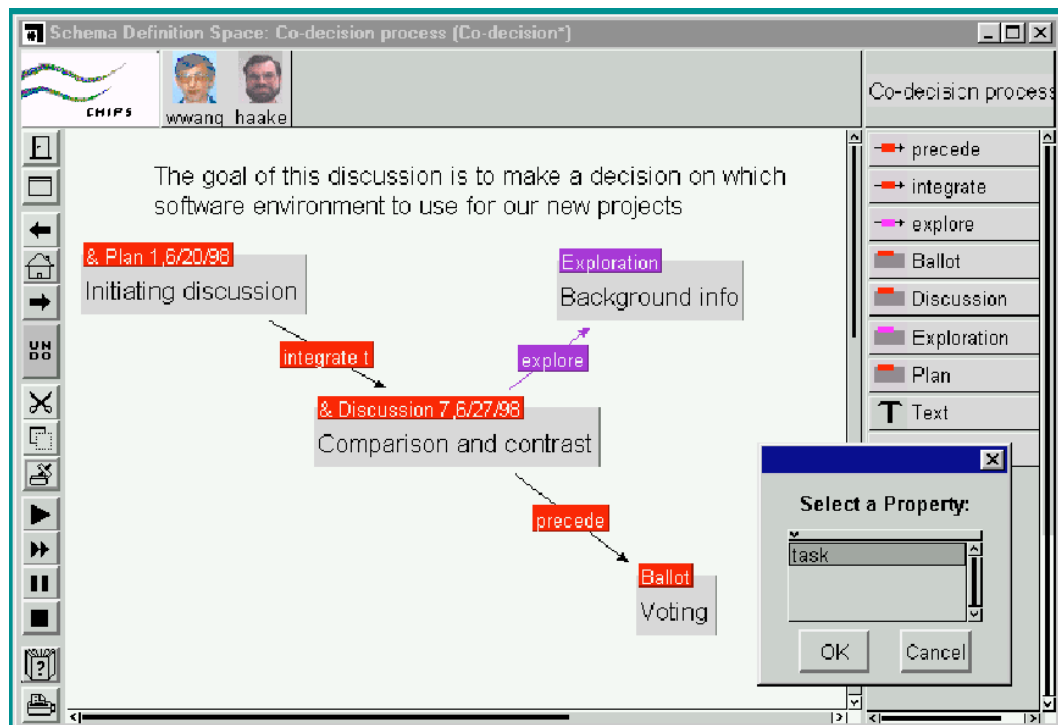 Schema Definition Space: Co-decision process (Co-decision*)
CHIPS
wwang haake
Co-decision process
The goal of this discussion is to make a decision on which
software environment to use for our new projects
& Plan 1,6/20/98
Initiating discussion
Exploration
Background info
integrate t
explore
& Discussion 7,6/27/98
Comparison and contrast
precede
Ballot
Voting
UN
DO
?
precede
integrate
explore
Ballot
Discussion
Exploration
Plan
T Text
Select a Property:
task
OK
Cancel